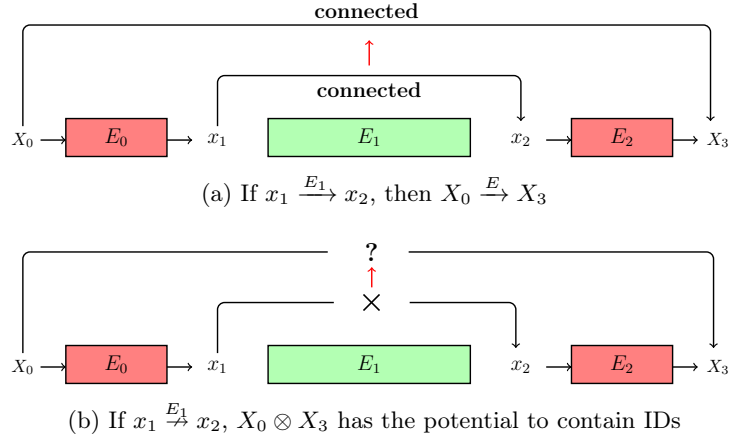 connected
connected
X₀ E₀ x₁ E₁ x₂ E₂ X₃
(a) If x₁ —E₁→ x₂, then X₀ —E→ X₃
?
×
X₀ E₀ x₁ E₁ x₂ E₂ X₃
(b) If x₁ —E₁↛ x₂, X₀ ⊗ X₃ has the potential to contain IDs